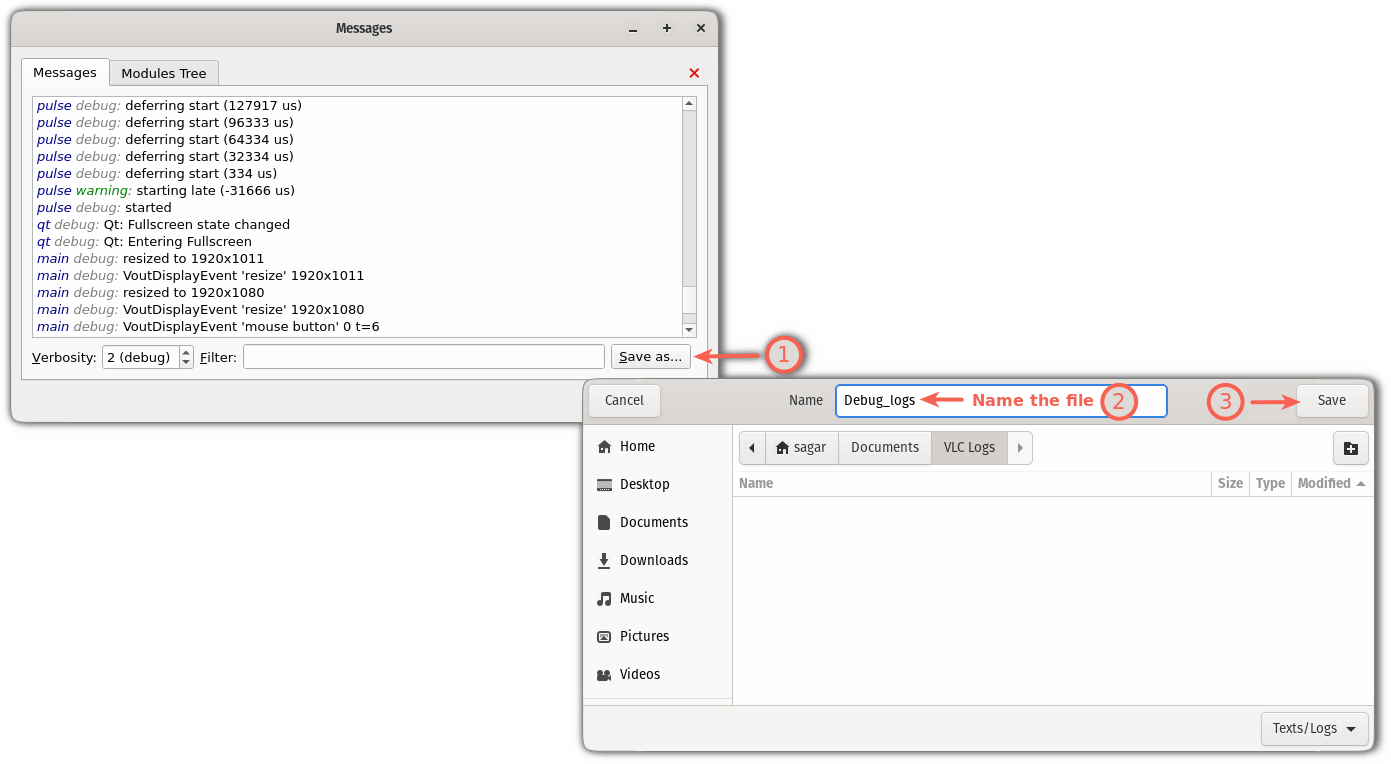 Messages
Messages Modules Tree
pulse debug: deferring start (127917 us)
pulse debug: deferring start (96333 us)
pulse debug: deferring start (64334 us)
pulse debug: deferring start (32334 us)
pulse debug: deferring start (334 us)
pulse warning: starting late (-31666 us)
pulse debug: started
qt debug: Qt: Fullscreen state changed
qt debug: Qt: Entering Fullscreen
main debug: resized to 1920x1011
main debug: VoutDisplayEvent 'resize' 1920x1011
main debug: resized to 1920x1080
main debug: VoutDisplayEvent 'resize' 1920x1080
main debug: VoutDisplayEvent 'mouse button' 0 t=6
Verbosity: 2 (debug) Filter: Save as... 1
Cancel Name Debug_logs Name the file 2 3 Save
Home
Desktop
Documents
Downloads
Music
Pictures
Videos
sagar Documents VLC Logs
Name Size Type Modified
Texts/Logs